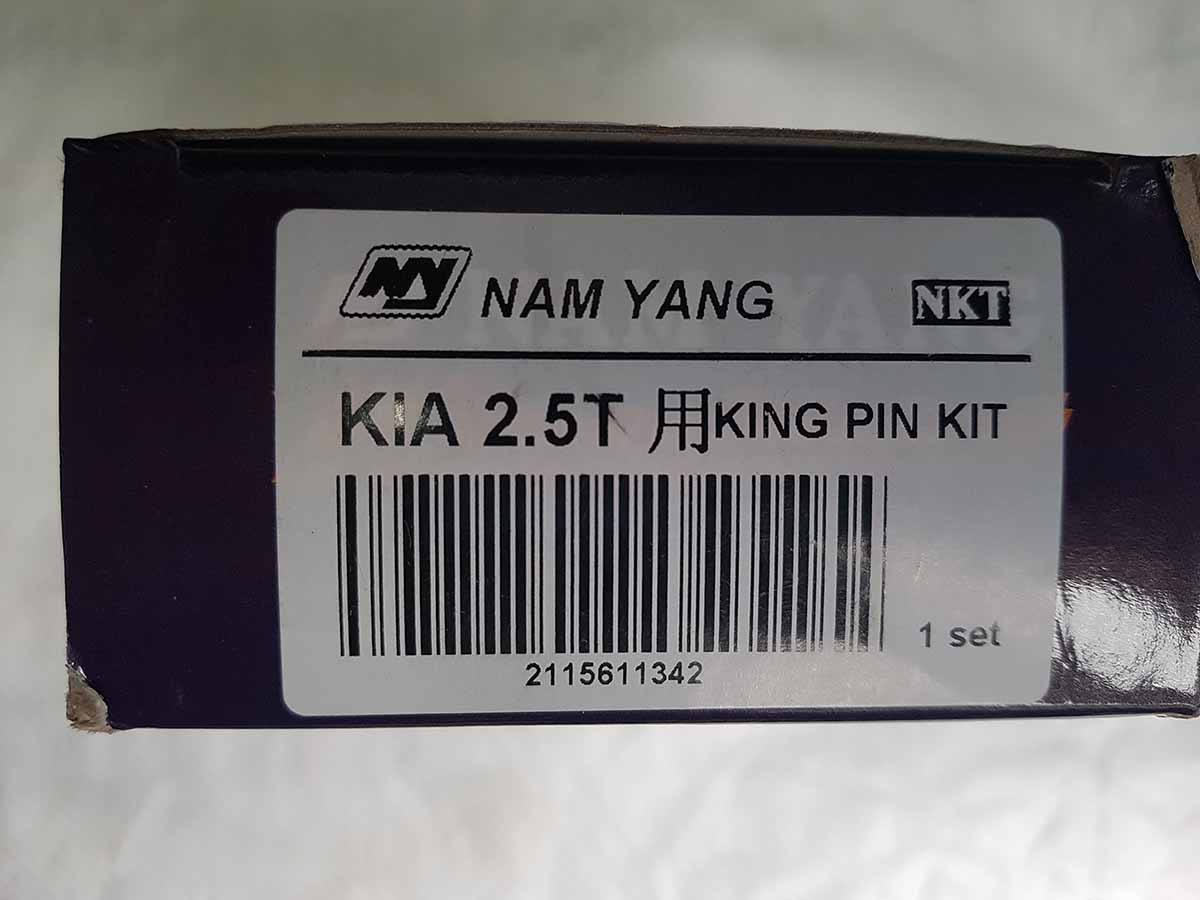 NY NAM YANG NKT
KIA 2.5T 用KING PIN KIT
1 set
2115611342